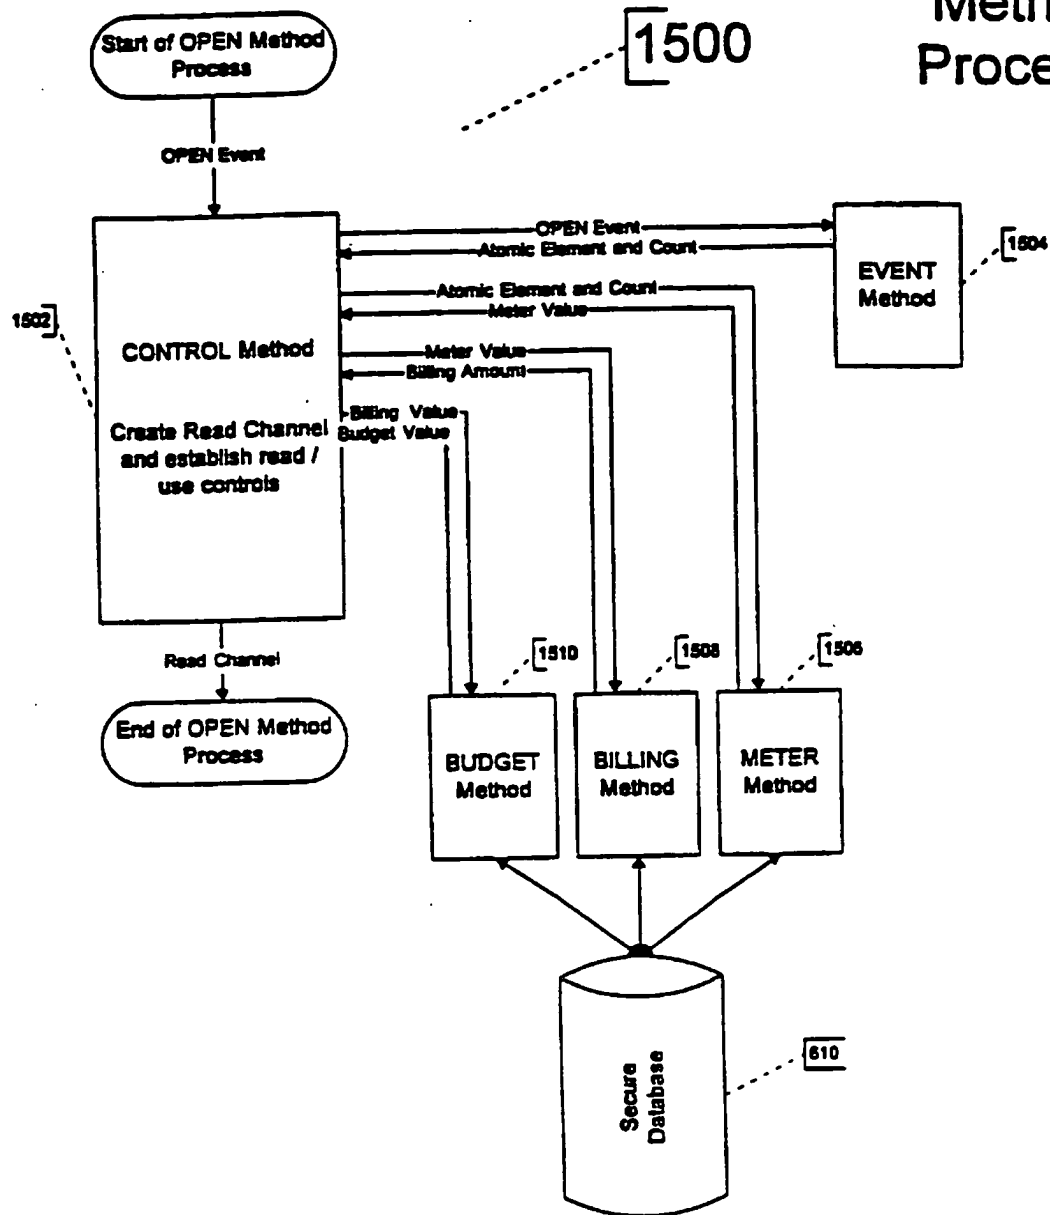 Start of OPEN Method
Process
1500
OPEN Event
OPEN Event
Atomic Element and Count
EVENT
Method
1504
Atomic Element and Count
Meter Value
1502
CONTROL Method
Meter Value
Billing Amount
Billing Value
Budget Value
Create Read Channel
and establish read /
use controls
Read Channel
1510
1508
1506
End of OPEN Method
Process
BUDGET
Method
BILLING
Method
METER
Method
Secure
Database
610